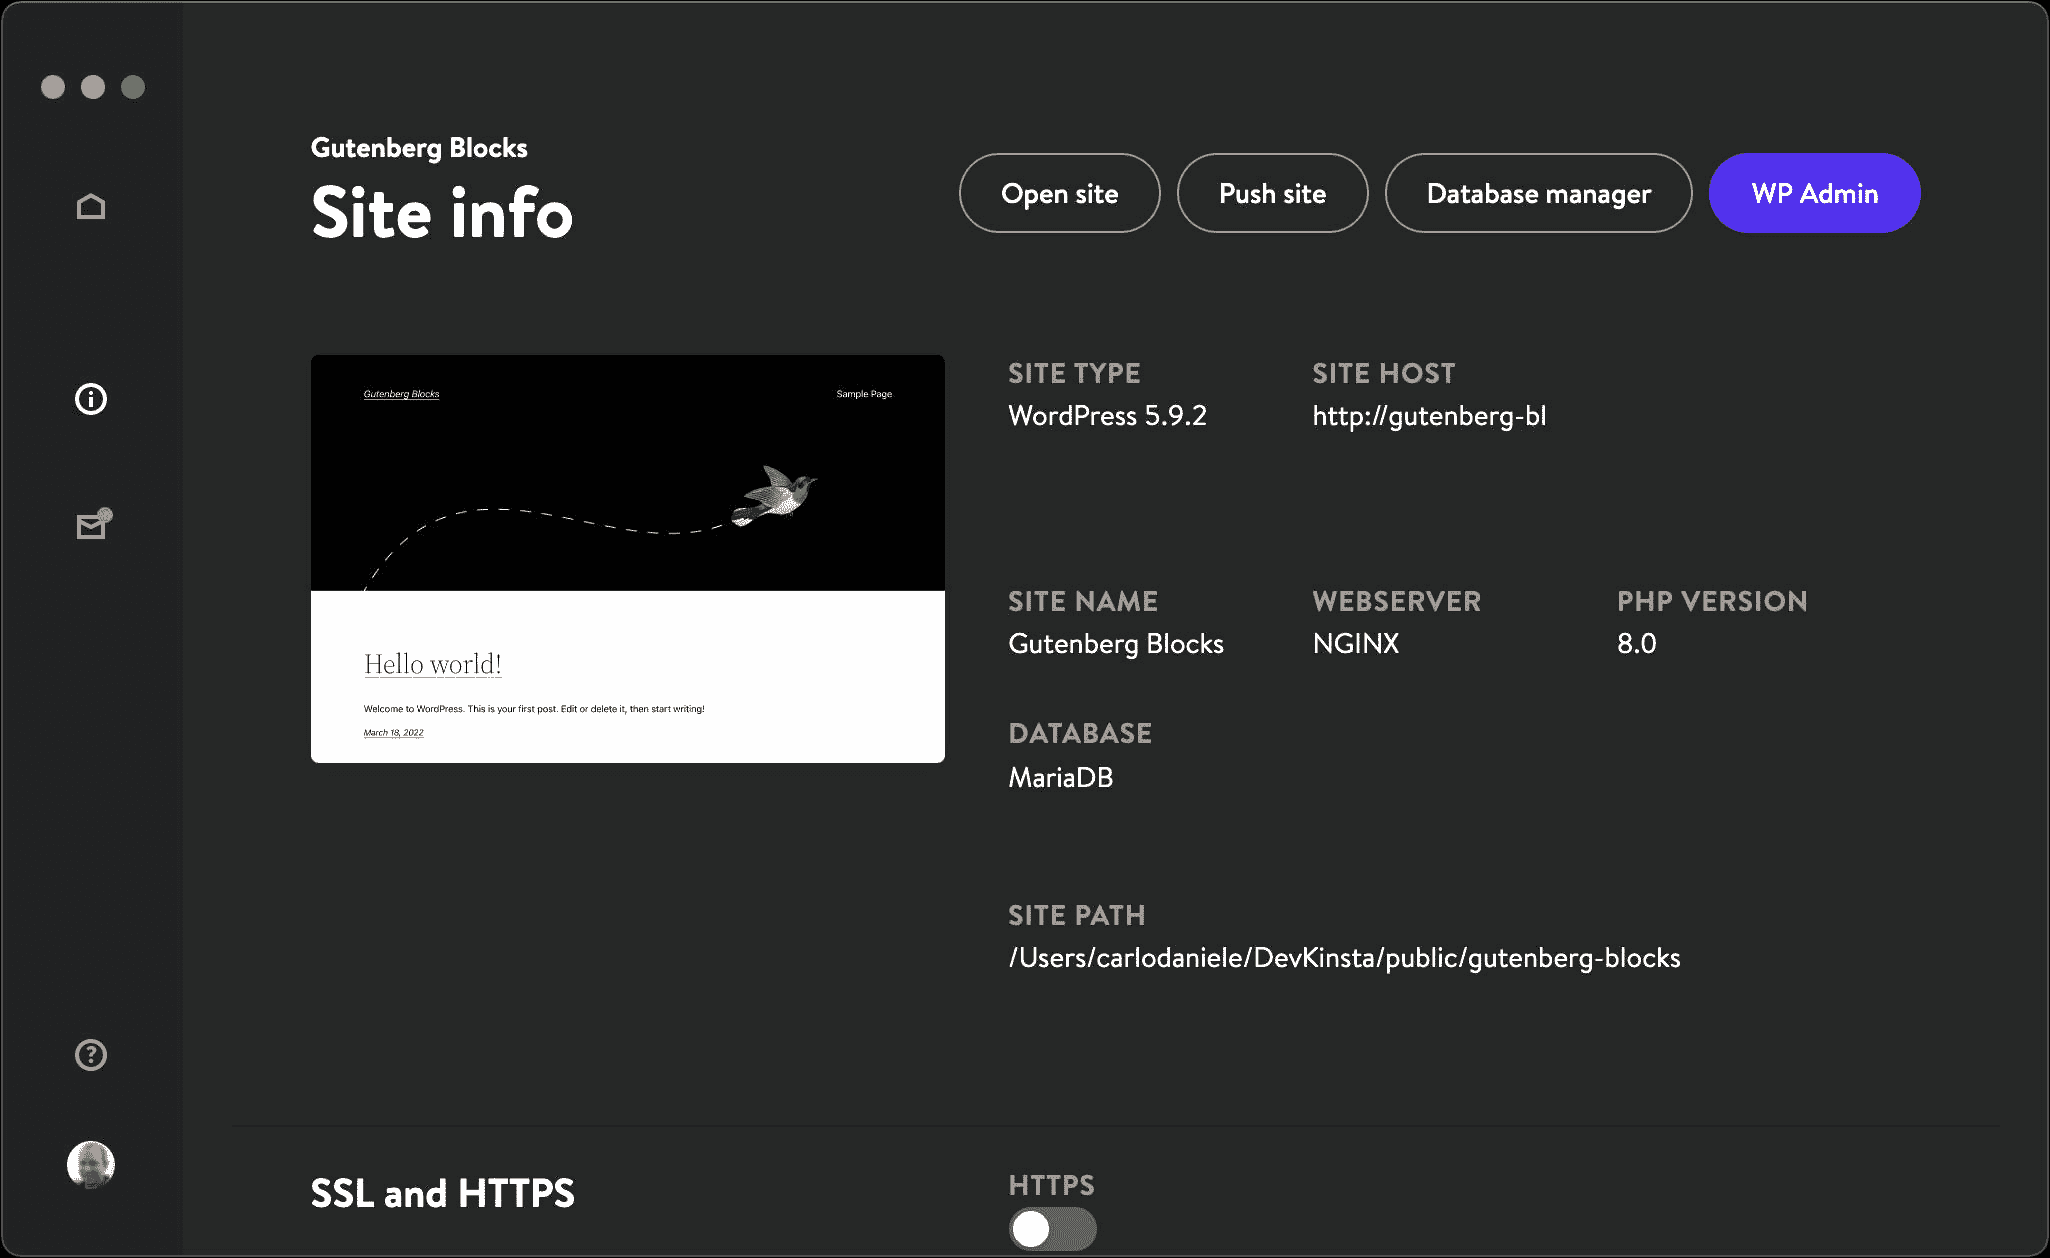 Gutenberg Blocks
Site info
Open site
Push site
Database manager
WP Admin
Gutenberg Blocks
Sample Page
Hello world!
Welcome to WordPress. This is your first post. Edit or delete it, then start writing!
March 18, 2022
SITE TYPE
WordPress 5.9.2
SITE HOST
http://gutenberg-bl
SITE NAME
Gutenberg Blocks
WEBSERVER
NGINX
PHP VERSION
8.0
DATABASE
MariaDB
SITE PATH
/Users/carlodaniele/DevKinsta/public/gutenberg-blocks
SSL and HTTPS
HTTPS